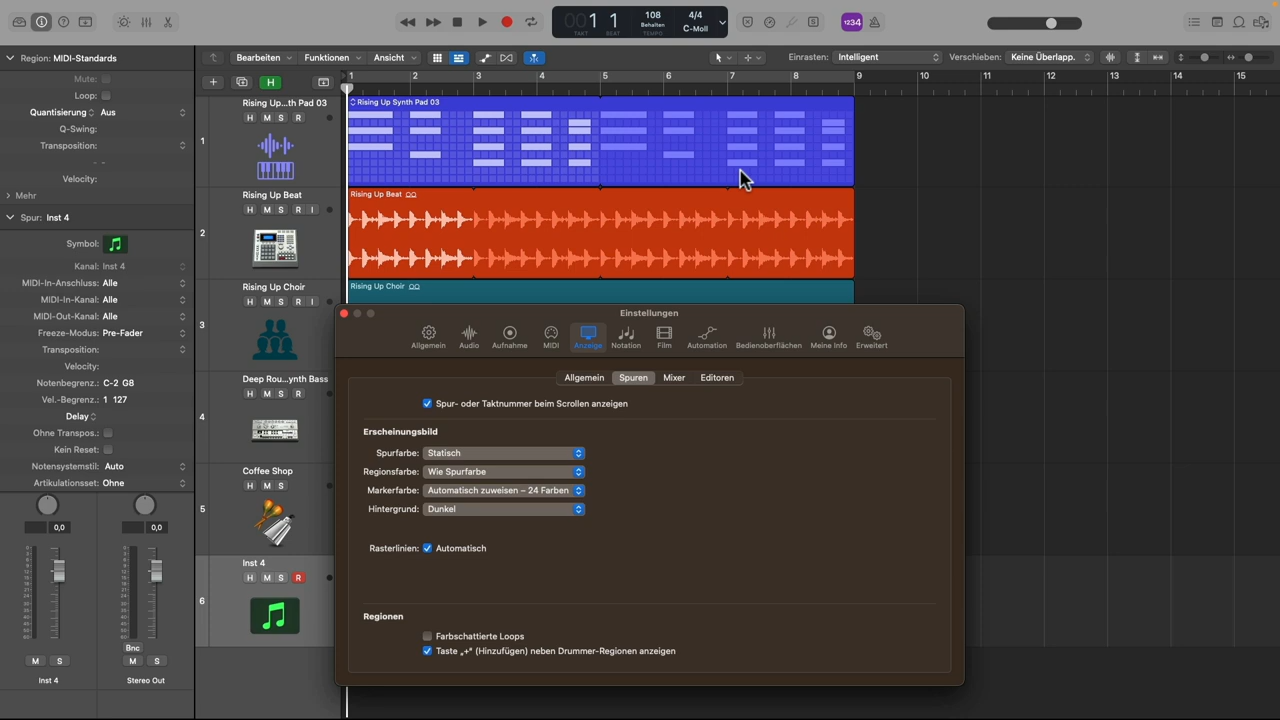 1 1
TAKT BEAT
108
Behalten
TEMPO
4/4
C-Moll
1234
S
Region: MIDI-Standards
Mute:
Loop:
Quantisierung Aus
Q-Swing:
Transposition:
Velocity:
Mehr
Spur: Inst 4
Symbol:
Kanal: Inst 4
MIDI-In-Anschluss: Alle
MIDI-In-Kanal: Alle
MIDI-Out-Kanal: Alle
Freeze-Modus: Pre-Fader
Transposition:
Velocity:
Notenbegrenz.: C-2 G8
Vel.-Begrenz.: 1 127
Delay
Ohne Transpos.:
Kein Reset:
Notensystemstil: Auto
Artikulationsset: Ohne
0,0 0,0
Bnc
M S M S
Inst 4 Stereo Out
Bearbeiten Funktionen Ansicht
Einrasten: Intelligent
Verschieben: Keine Überlapp.
H
1 2 3 4 5 6 7 8 9 10 11 12 13 14 15
1
Rising Up...th Pad 03
H M S R
Rising Up Synth Pad 03
2
Rising Up Beat
H M S R I
Rising Up Beat
3
Rising Up Choir
H M S R I
Rising Up Choir
4
Deep Rou...ynth Bass
H M S R
5
Coffee Shop
H M S
6
Inst 4
H M S R
Einstellungen
Allgemein Audio Aufnahme MIDI Anzeige Notation Film Automation Bedienoberflächen Meine Info Erweitert
Allgemein Spuren Mixer Editoren
Spur- oder Taktnummer beim Scrollen anzeigen
Erscheinungsbild
Spurfarbe: Statisch
Regionsfarbe: Wie Spurfarbe
Markerfarbe: Automatisch zuweisen – 24 Farben
Hintergrund: Dunkel
Rasterlinien: Automatisch
Regionen
Farbschattierte Loops
Taste „+“ (Hinzufügen) neben Drummer-Regionen anzeigen